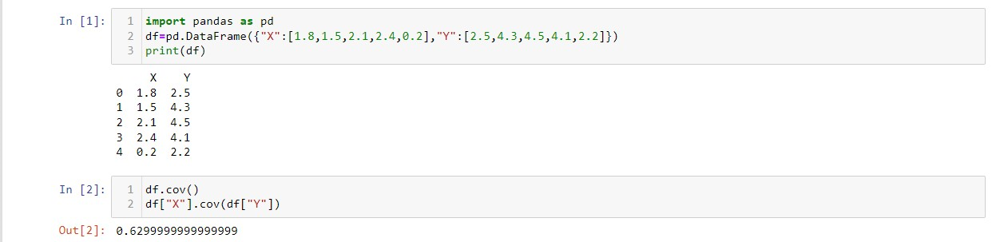 In [1]:
1 import pandas as pd
2 df=pd.DataFrame({"X":[1.8,1.5,2.1,2.4,0.2],"Y":[2.5,4.3,4.5,4.1,2.2]})
3 print(df)
X Y
0 1.8 2.5
1 1.5 4.3
2 2.1 4.5
3 2.4 4.1
4 0.2 2.2
In [2]:
1 df.cov()
2 df["X"].cov(df["Y"])
Out[2]: 0.6299999999999999